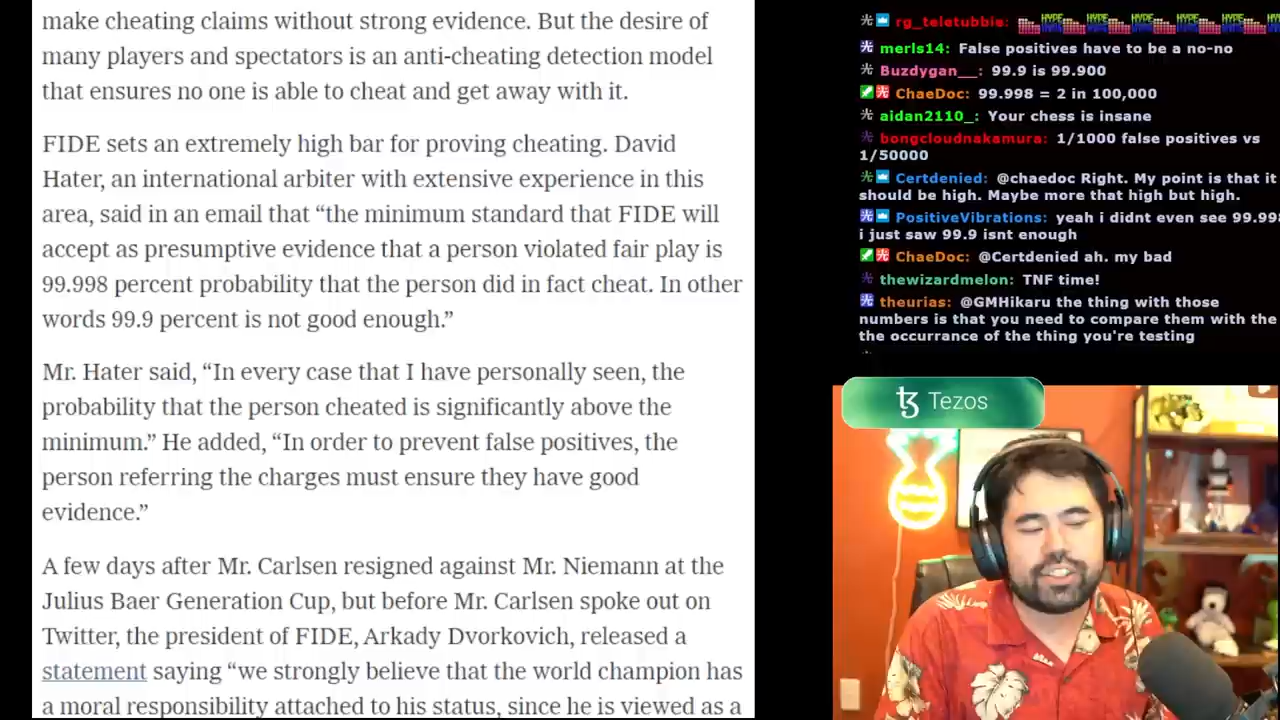 make cheating claims without strong evidence. But the desire of
many players and spectators is an anti-cheating detection model
that ensures no one is able to cheat and get away with it.
FIDE sets an extremely high bar for proving cheating. David
Hater, an international arbiter with extensive experience in this
area, said in an email that “the minimum standard that FIDE will
accept as presumptive evidence that a person violated fair play is
99.998 percent probability that the person did in fact cheat. In other
words 99.9 percent is not good enough.”
Mr. Hater said, “In every case that I have personally seen, the
probability that the person cheated is significantly above the
minimum.” He added, “In order to prevent false positives, the
person referring the charges must ensure they have good
evidence.”
A few days after Mr. Carlsen resigned against Mr. Niemann at the
Julius Baer Generation Cup, but before Mr. Carlsen spoke out on
Twitter, the president of FIDE, Arkady Dvorkovich, released a
statement saying “we strongly believe that the world champion has
a moral responsibility attached to his status, since he is viewed as a
rg_teletubbie: HYPE HYPE HYPE HYPE HYPE
merls14: False positives have to be a no-no
Buzdygan__: 99.9 is 99.900
ChaeDoc: 99.998 = 2 in 100,000
aidan2110_: Your chess is insane
bongcloudnakamura: 1/1000 false positives vs
1/50000
Certdenied: @chaedoc Right. My point is that it
should be high. Maybe more that high but high.
PositiveVibrations: yeah i didnt even see 99.998
i just saw 99.9 isnt enough
ChaeDoc: @Certdenied ah. my bad
thewizardmelon: TNF time!
theurias: @GMHikaru the thing with those
numbers is that you need to compare them with the
the occurrance of the thing you're testing
Tezos